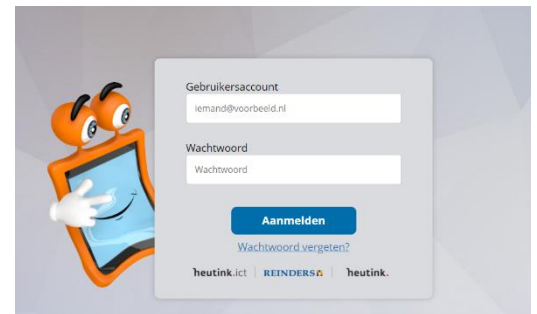 Gebruikersaccount
iemand@voorbeeld.nl
Wachtwoord
Wachtwoord
Aanmelden
Wachtwoord vergeten?
heutink.ict | REINDERS | heutink.